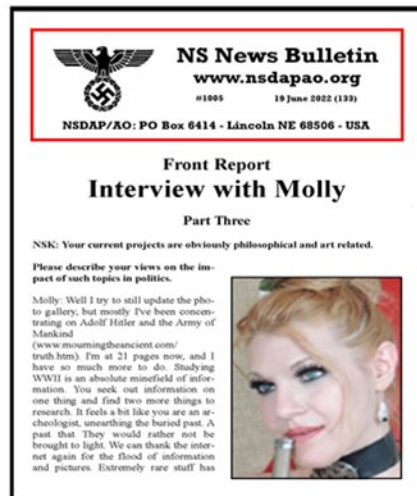 NS News Bulletin
www.nsdapao.org
#1005 19 June 2022 (133)
NSDAP/AO: PO Box 6414 - Lincoln NE 68506 - USA
Front Report
Interview with Molly
Part Three
NSK: Your current projects are obviously philosophical and art related.
Please describe your views on the im-
pact of such topics in politics.
Molly: Well I try to still update the pho-
to gallery, but mostly I've been concen-
trating on Adolf Hitler and the Army of
Mankind
(www.mourningtheancient.com/
truth.htm). I'm at 21 pages now, and I
have so much more to do. Studying
WWII is an absolute minefield of infor-
mation. You seek out information on
one thing and find two more things to
research. It feels a bit like you are an ar-
cheologist, unearthing the buried past. A
past that They would rather not be
brought to light. We can thank the inter-
net again for the flood of information
and pictures. Extremely rare stuff has